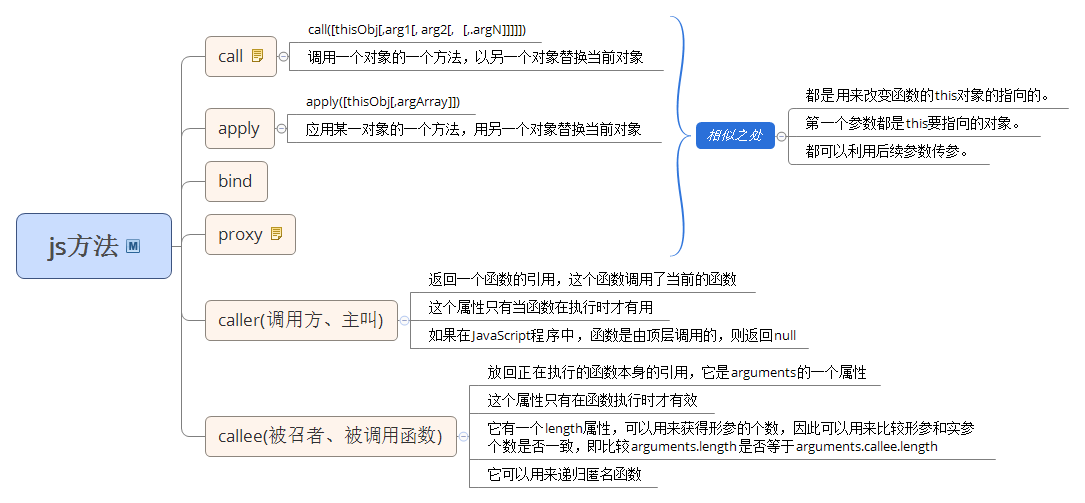 js方法
call
call([thisObj[,arg1[, arg2[, [,.argN]]]]])
调用一个对象的一个方法，以另一个对象替换当前对象
apply
apply([thisObj[,argArray]])
应用某一对象的一个方法，用另一个对象替换当前对象
bind
proxy
相似之处
都是用来改变函数的this对象的指向的。
第一个参数都是this要指向的对象。
都可以利用后续参数传参。
caller(调用方、主叫)
返回一个函数的引用，这个函数调用了当前的函数
这个属性只有当函数在执行时才有用
如果在JavaScript程序中，函数是由顶层调用的，则返回null
callee(被召者、被调用函数)
放回正在执行的函数本身的引用，它是arguments的一个属性
这个属性只有在函数执行时才有效
它有一个length属性，可以用来获得形参的个数，因此可以用来比较形参和实参
个数是否一致，即比较arguments.length是否等于arguments.callee.length
它可以用来递归匿名函数